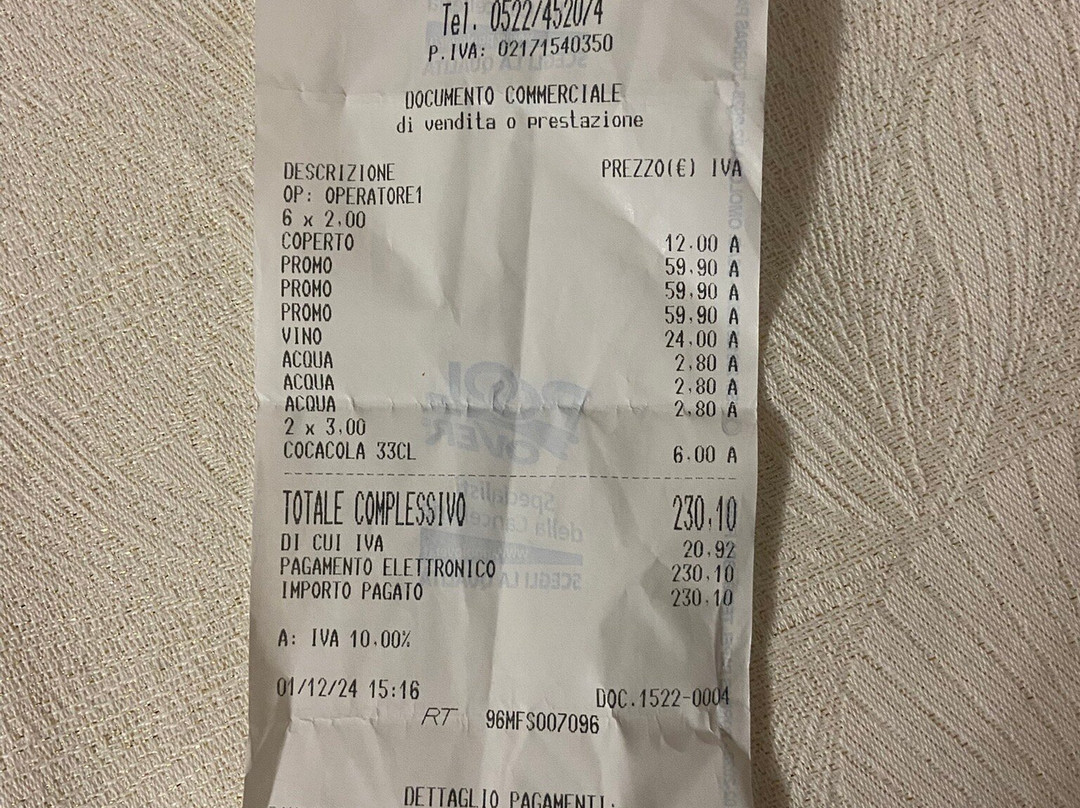 Tel. 0522/452074
P.IVA: 02171540350
DOCUMENTO COMMERCIALE
di vendita o prestazione
DESCRIZIONE PREZZO(€) IVA
OP: OPERATORE1
6 x 2,00
COPERTO 12.00 A
PROMO 59,90 A
PROMO 59,90 A
PROMO 59,90 A
VINO 24,00 A
ACQUA 2,80 A
ACQUA 2,80 A
ACQUA 2,80 A
2 x 3,00
COCACOLA 33CL 6,00 A
TOTALE COMPLESSIVO 230,10
DI CUI IVA 20,92
PAGAMENTO ELETTRONICO 230,10
IMPORTO PAGATO 230,10
A: IVA 10,00%
01/12/24 15:16 DOC.1522-0004
RT 96MFS007096
DETTAGLIO PAGAMENTI: